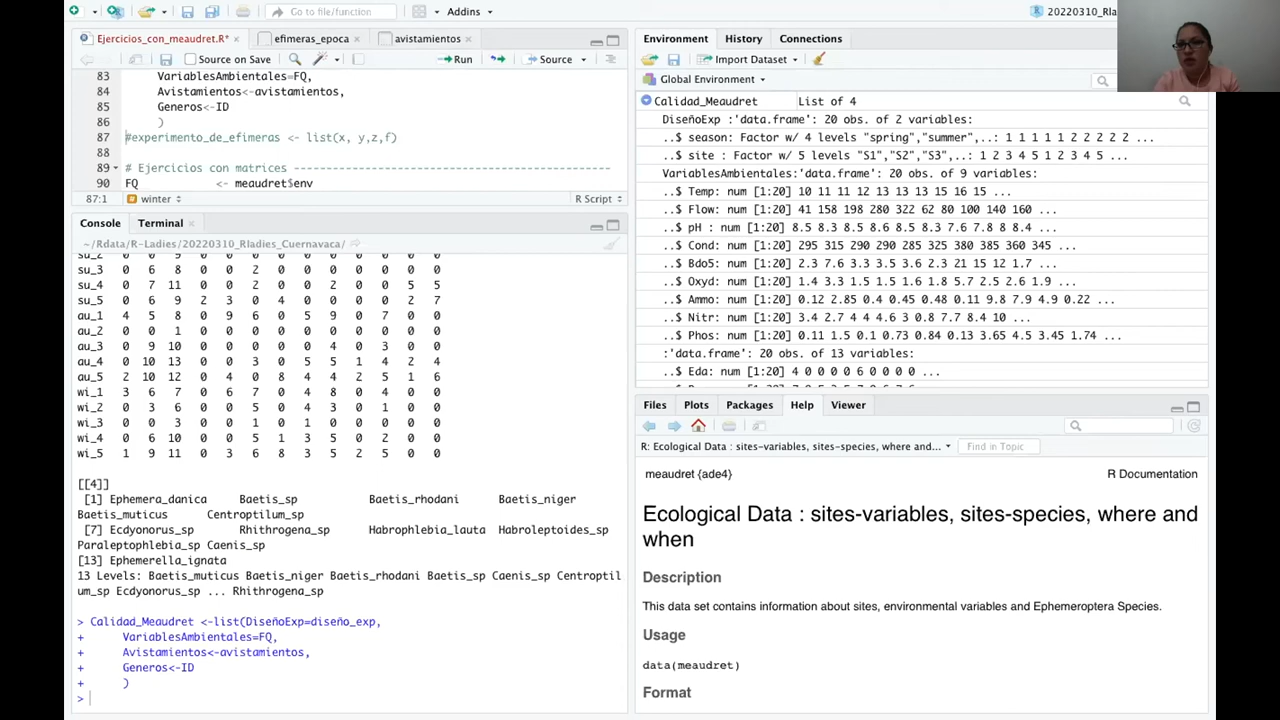 Go to file/function
Addins
20220310_Rla
Ejercicios_con_meaudret.R*
efimeras_epoca
avistamientos
Source on Save
Run
Source
83 VariablesAmbientales=FQ,
84 Avistamientos<-avistamientos,
85 Generos<-ID
86 )
87 #experimento_de_efimeras <- list(x, y,z,f)
88
89 # Ejercicios con matrices
90 FQ <- meaudret$env
87:1 winter R Script
Console Terminal
~/Rdata/R-Ladies/20220310_Rladies_Cuernavaca/
su_2 0 0 9 0 0 0 0 0 0 0 0 0 0
su_3 0 6 8 0 0 2 0 0 0 0 0 0 0
su_4 0 7 11 0 0 2 0 0 2 0 0 5 5
su_5 0 6 9 2 3 0 4 0 0 0 0 2 7
au_1 4 5 8 0 9 6 0 5 9 0 7 0 0
au_2 0 0 1 0 0 0 0 0 0 0 0 0 0
au_3 0 9 10 0 0 0 0 0 4 0 3 0 0
au_4 0 10 13 0 0 3 0 5 5 1 4 2 4
au_5 2 10 12 0 4 0 8 4 4 2 5 1 6
wi_1 3 6 7 0 6 7 0 4 8 0 4 0 0
wi_2 0 3 6 0 0 5 0 4 3 0 1 0 0
wi_3 0 0 3 0 0 1 0 1 0 0 0 0 0
wi_4 0 6 10 0 0 5 1 3 5 0 2 0 0
wi_5 1 9 11 0 3 6 8 3 5 2 5 0 0
[[4]]
[1] Ephemera_danica Baetis_sp Baetis_rhodani Baetis_niger
Baetis_muticus Centroptilum_sp
[7] Ecdyonorus_sp Rhithrogena_sp Habrophlebia_lauta Habroleptoides_sp
Paraleptophlebia_sp Caenis_sp
[13] Ephemerella_ignata
13 Levels: Baetis_muticus Baetis_niger Baetis_rhodani Baetis_sp Caenis_sp Centroptil
um_sp Ecdyonorus_sp ... Rhithrogena_sp
> Calidad_Meaudret <-list(DiseñoExp=diseño_exp,
+ VariablesAmbientales=FQ,
+ Avistamientos<-avistamientos,
+ Generos<-ID
+ )
>
Environment History Connections
Import Dataset
Global Environment
Calidad_Meaudret List of 4
DiseñoExp :'data.frame': 20 obs. of 2 variables:
..$ season: Factor w/ 4 levels "spring","summer",..: 1 1 1 1 1 2 2 2 2 2 ...
..$ site : Factor w/ 5 levels "S1","S2","S3",..: 1 2 3 4 5 1 2 3 4 5 ...
VariablesAmbientales:'data.frame': 20 obs. of 9 variables:
..$ Temp: num [1:20] 10 11 11 12 13 13 13 15 16 15 ...
..$ Flow: num [1:20] 41 158 198 280 322 62 80 100 140 160 ...
..$ pH : num [1:20] 8.5 8.3 8.5 8.6 8.5 8.3 7.6 7.8 8 8.4 ...
..$ Cond: num [1:20] 295 315 290 290 285 325 380 385 360 345 ...
..$ Bdo5: num [1:20] 2.3 7.6 3.3 3.5 3.6 2.3 21 15 12 1.7 ...
..$ Oxyd: num [1:20] 1.4 3.3 1.5 1.5 1.6 1.8 5.7 2.5 2.6 1.9 ...
..$ Ammo: num [1:20] 0.12 2.85 0.4 0.45 0.48 0.11 9.8 7.9 4.9 0.22 ...
..$ Nitr: num [1:20] 3.4 2.7 4 4 4.6 3 0.8 7.7 8.4 10 ...
..$ Phos: num [1:20] 0.11 1.5 0.1 0.73 0.84 0.13 3.65 4.5 3.45 1.74 ...
:'data.frame': 20 obs. of 13 variables:
..$ Eda: num [1:20] 4 0 0 0 0 6 0 0 0 0 ...
Files Plots Packages Help Viewer
R: Ecological Data : sites-variables, sites-species, where and...
Find in Topic
meaudret {ade4} R Documentation
Ecological Data : sites-variables, sites-species, where and
when
Description
This data set contains information about sites, environmental variables and Ephemeroptera Species.
Usage
data(meaudret)
Format